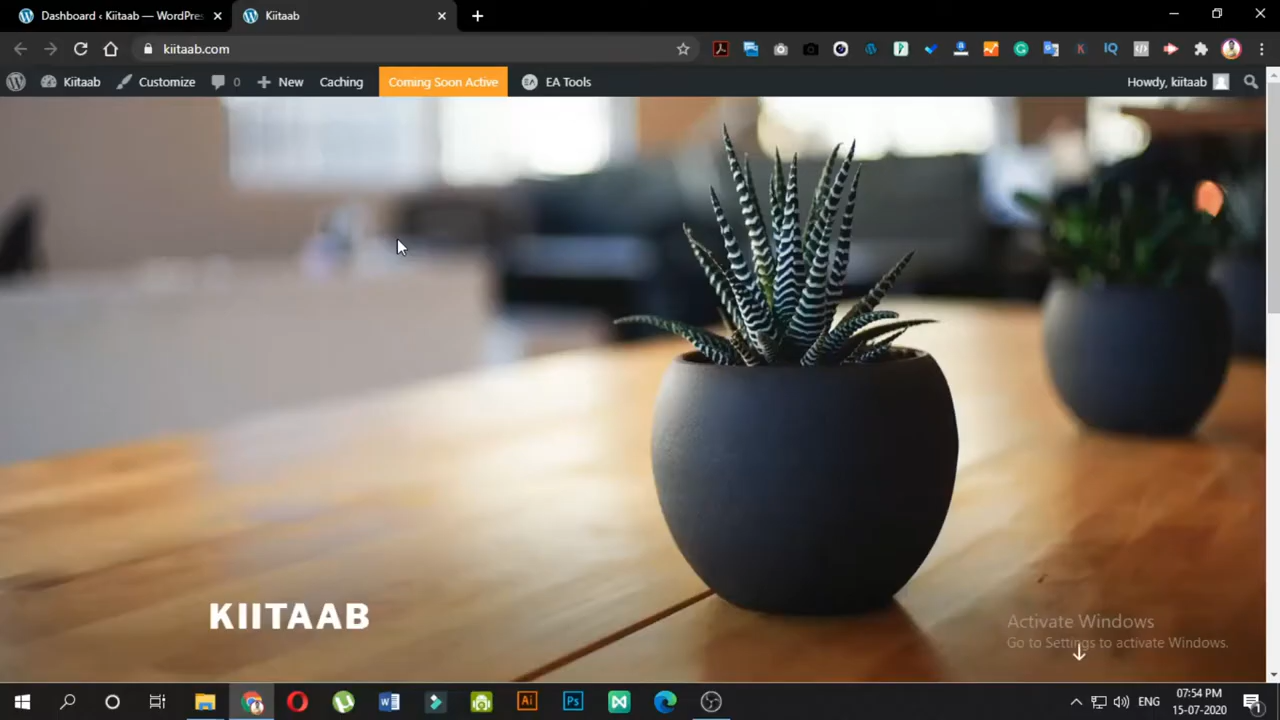 Dashboard ‹ Kiitaab — WordPres
Kiitaab
kiitaab.com
Kiitaab
Customize
0
New
Caching
Coming Soon Active
EA
EA Tools
Howdy, kiitaab
KIITAAB
Activate Windows
Go to Settings to activate Windows.
ENG
07:54 PM
15-07-2020